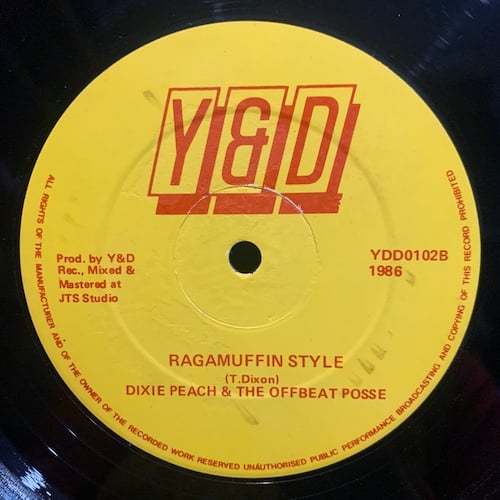 Y&D
Prod. by Y&D
Rec., Mixed &
Mastered at
JTS Studio
YDD0102B
1986
RAGAMUFFIN STYLE
(T.Dixon)
DIXIE PEACH & THE OFFBEAT POSSE
ALL RIGHTS OF THE MANUFACTURER AND OF THE OWNER OF THE RECORDED WORK RESERVED UNAUTHORISED PUBLIC PERFORMANCE BROADCASTING AND COPYING OF THIS RECORD PROHIBITED